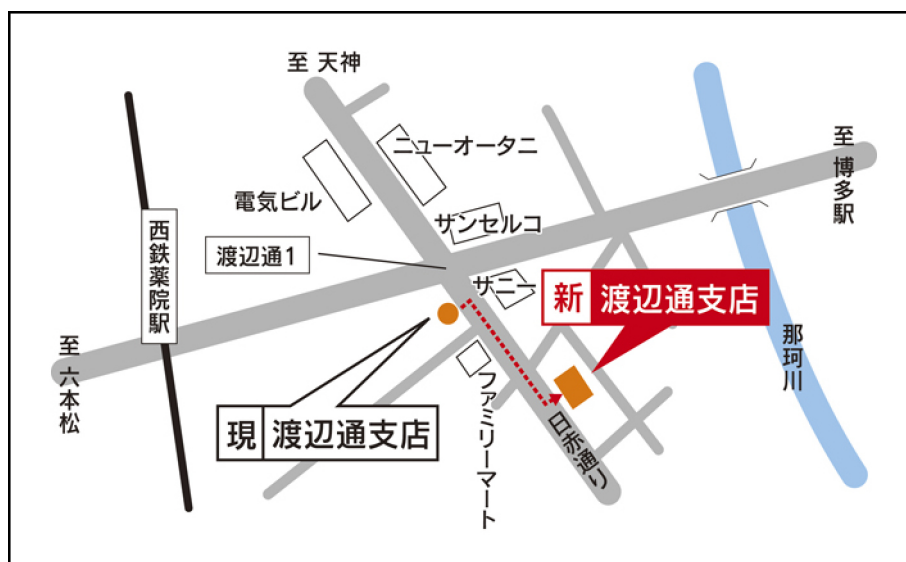 至 天神
ニューオータニ
電気ビル
サンセルコ
至 博多駅
西鉄薬院駅
渡辺通1
サニー
新 渡辺通支店
至 六本松
那珂川
現 渡辺通支店
ファミリーマート
日赤通り